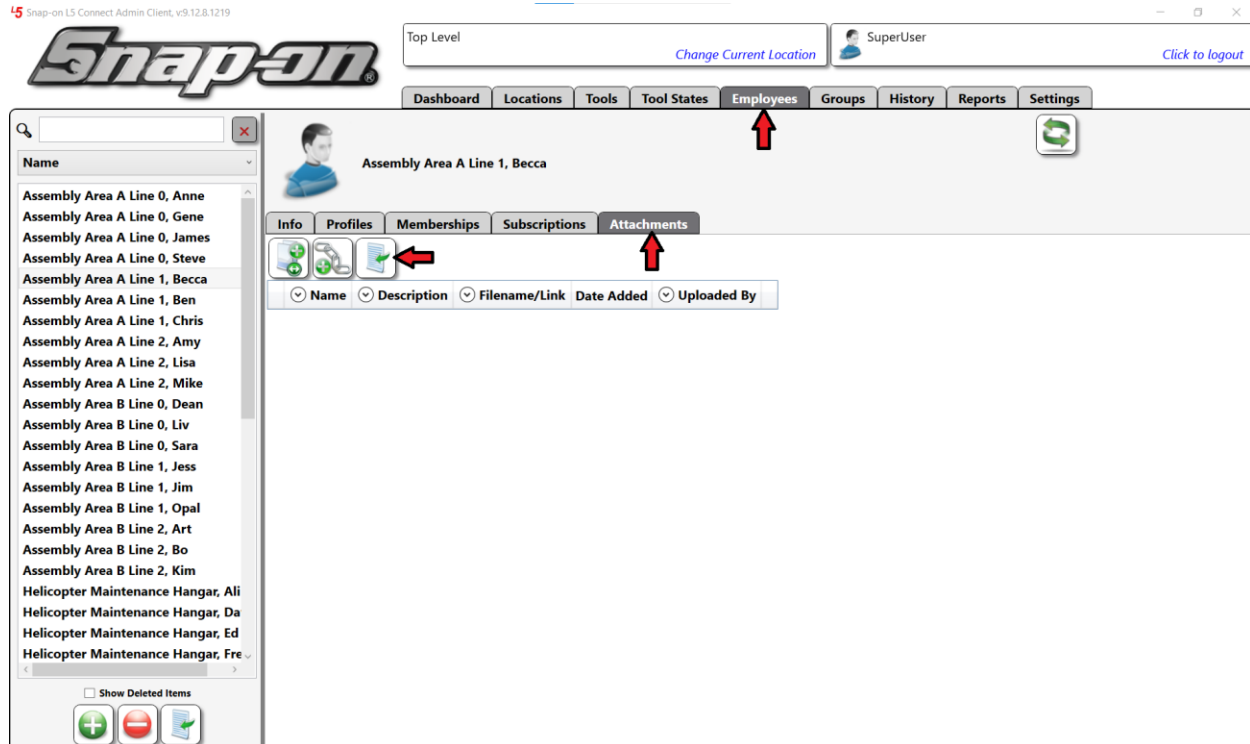 L5 Snap-on L5 Connect Admin Client, v:9.12.8.1219
Snap-on®
Top Level
Change Current Location
SuperUser
Click to logout
Dashboard Locations Tools Tool States Employees Groups History Reports Settings
Name
Assembly Area A Line 0, Anne
Assembly Area A Line 0, Gene
Assembly Area A Line 0, James
Assembly Area A Line 0, Steve
Assembly Area A Line 1, Becca
Assembly Area A Line 1, Ben
Assembly Area A Line 1, Chris
Assembly Area A Line 2, Amy
Assembly Area A Line 2, Lisa
Assembly Area A Line 2, Mike
Assembly Area B Line 0, Dean
Assembly Area B Line 0, Liv
Assembly Area B Line 0, Sara
Assembly Area B Line 1, Jess
Assembly Area B Line 1, Jim
Assembly Area B Line 1, Opal
Assembly Area B Line 2, Art
Assembly Area B Line 2, Bo
Assembly Area B Line 2, Kim
Helicopter Maintenance Hangar, Ali
Helicopter Maintenance Hangar, Da
Helicopter Maintenance Hangar, Ed
Helicopter Maintenance Hangar, Fre
Show Deleted Items
Assembly Area A Line 1, Becca
Info Profiles Memberships Subscriptions Attachments
Name Description Filename/Link Date Added Uploaded By